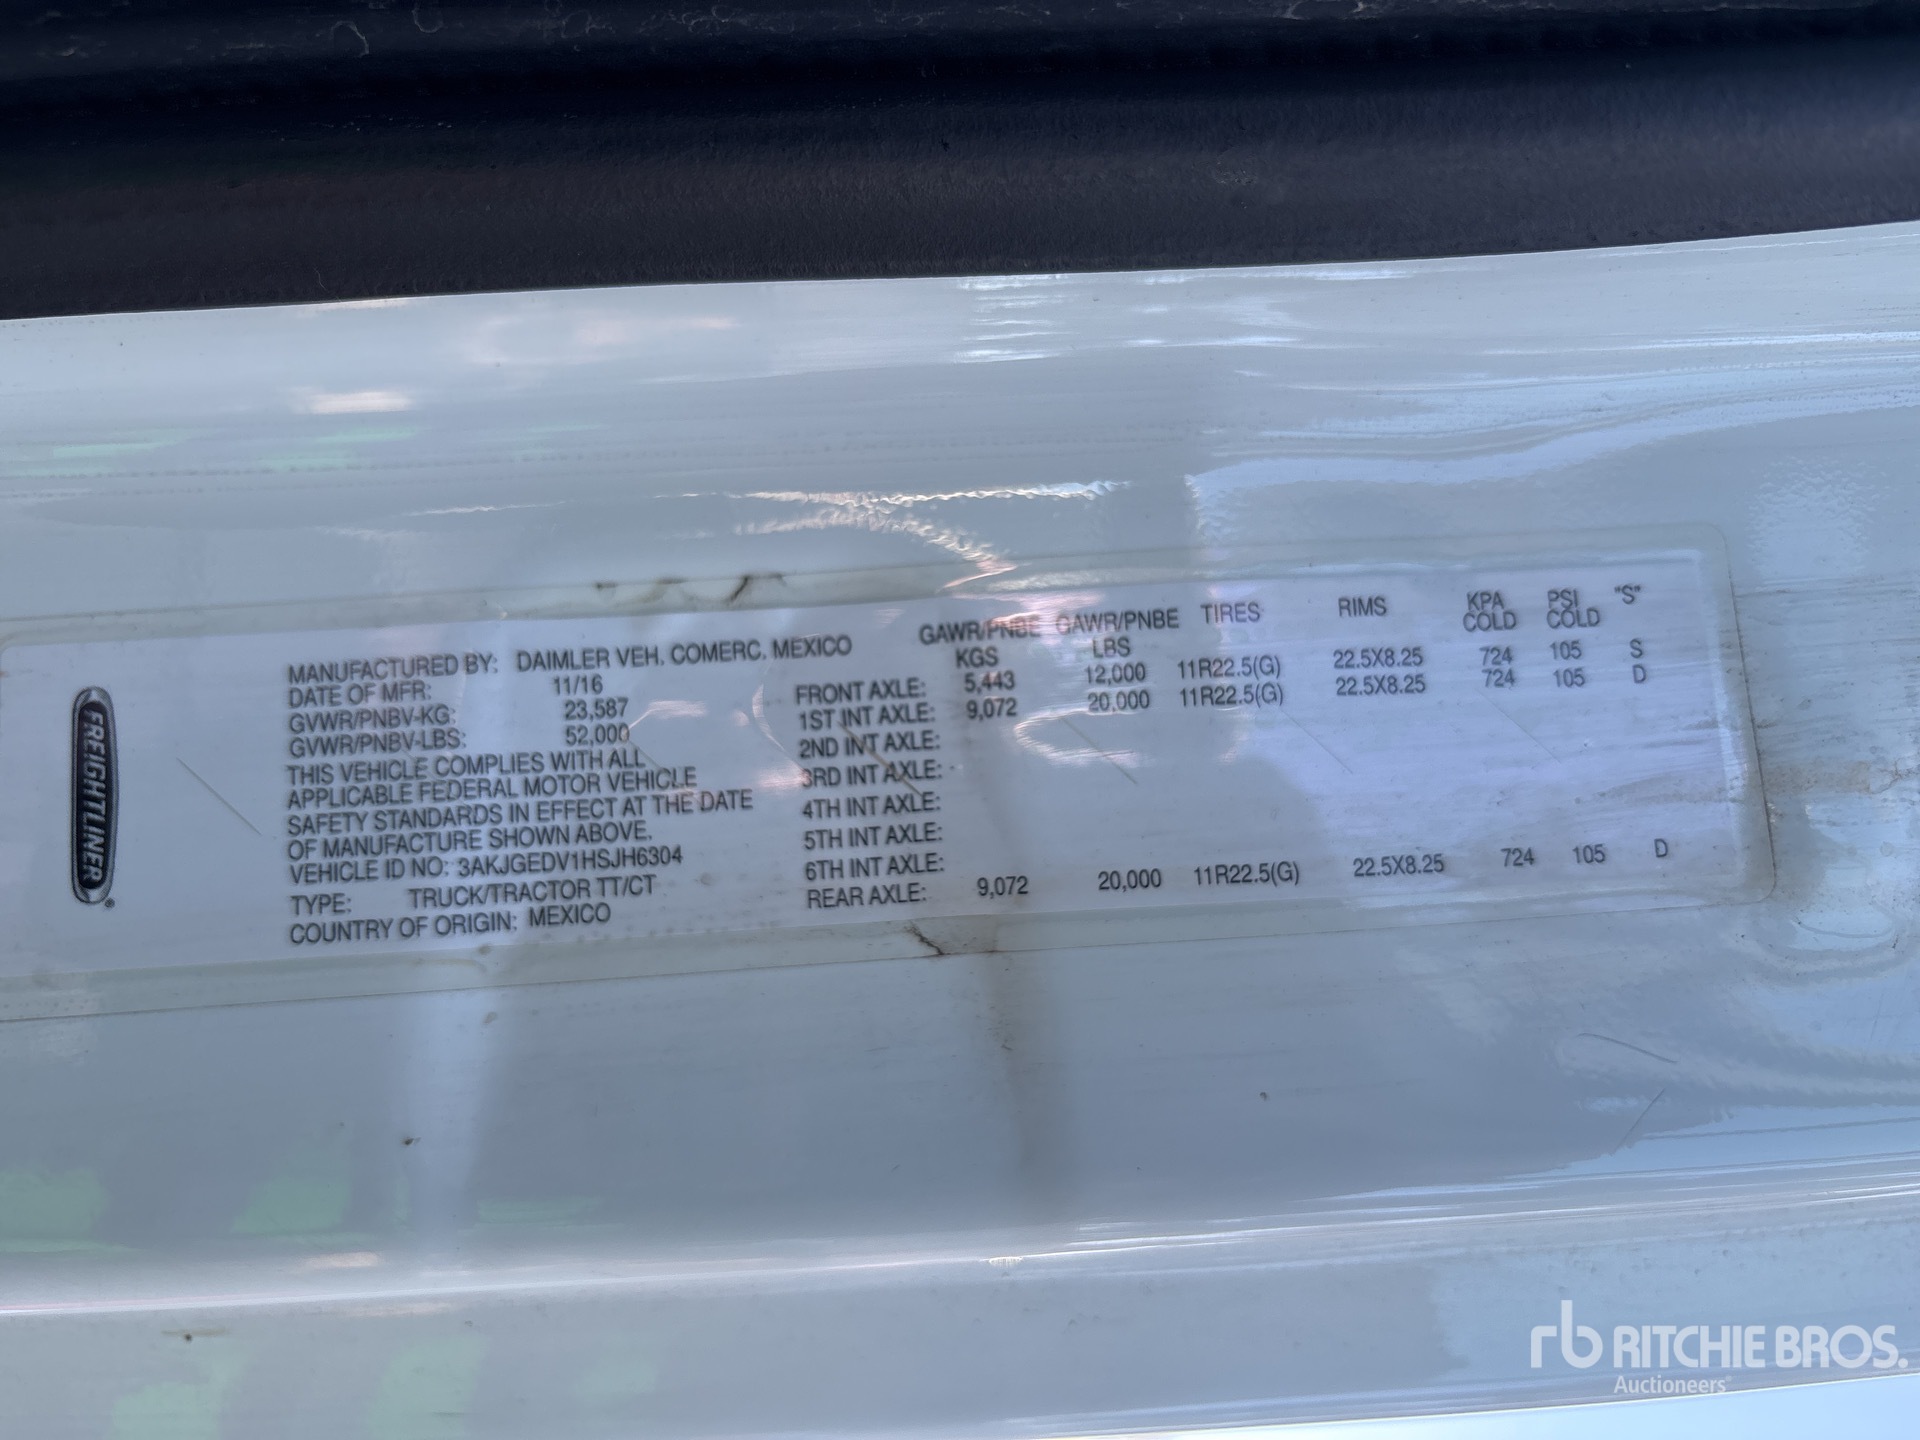 FREIGHTLINER
MANUFACTURED BY: DAIMLER VEH. COMERC. MEXICO
DATE OF MFR: 11/16
GVWR/PNBV-KG: 23,587
GVWR/PNBV-LBS: 52,000
THIS VEHICLE COMPLIES WITH ALL
APPLICABLE FEDERAL MOTOR VEHICLE
SAFETY STANDARDS IN EFFECT AT THE DATE
OF MANUFACTURE SHOWN ABOVE.
VEHICLE ID NO: 3AKJGEDV1HSJH6304
TYPE: TRUCK/TRACTOR TT/CT
COUNTRY OF ORIGIN: MEXICO
GAWR/PNBE GAWR/PNBE TIRES RIMS KPA PSI "S"
KGS LBS COLD COLD
FRONT AXLE: 5,443 12,000 11R22.5(G) 22.5X8.25 724 105 S
1ST INT AXLE: 9,072 20,000 11R22.5(G) 22.5X8.25 724 105 D
2ND INT AXLE:
3RD INT AXLE:
4TH INT AXLE:
5TH INT AXLE:
6TH INT AXLE:
REAR AXLE: 9,072 20,000 11R22.5(G) 22.5X8.25 724 105 D
rb RITCHIE BROS.
Auctioneers